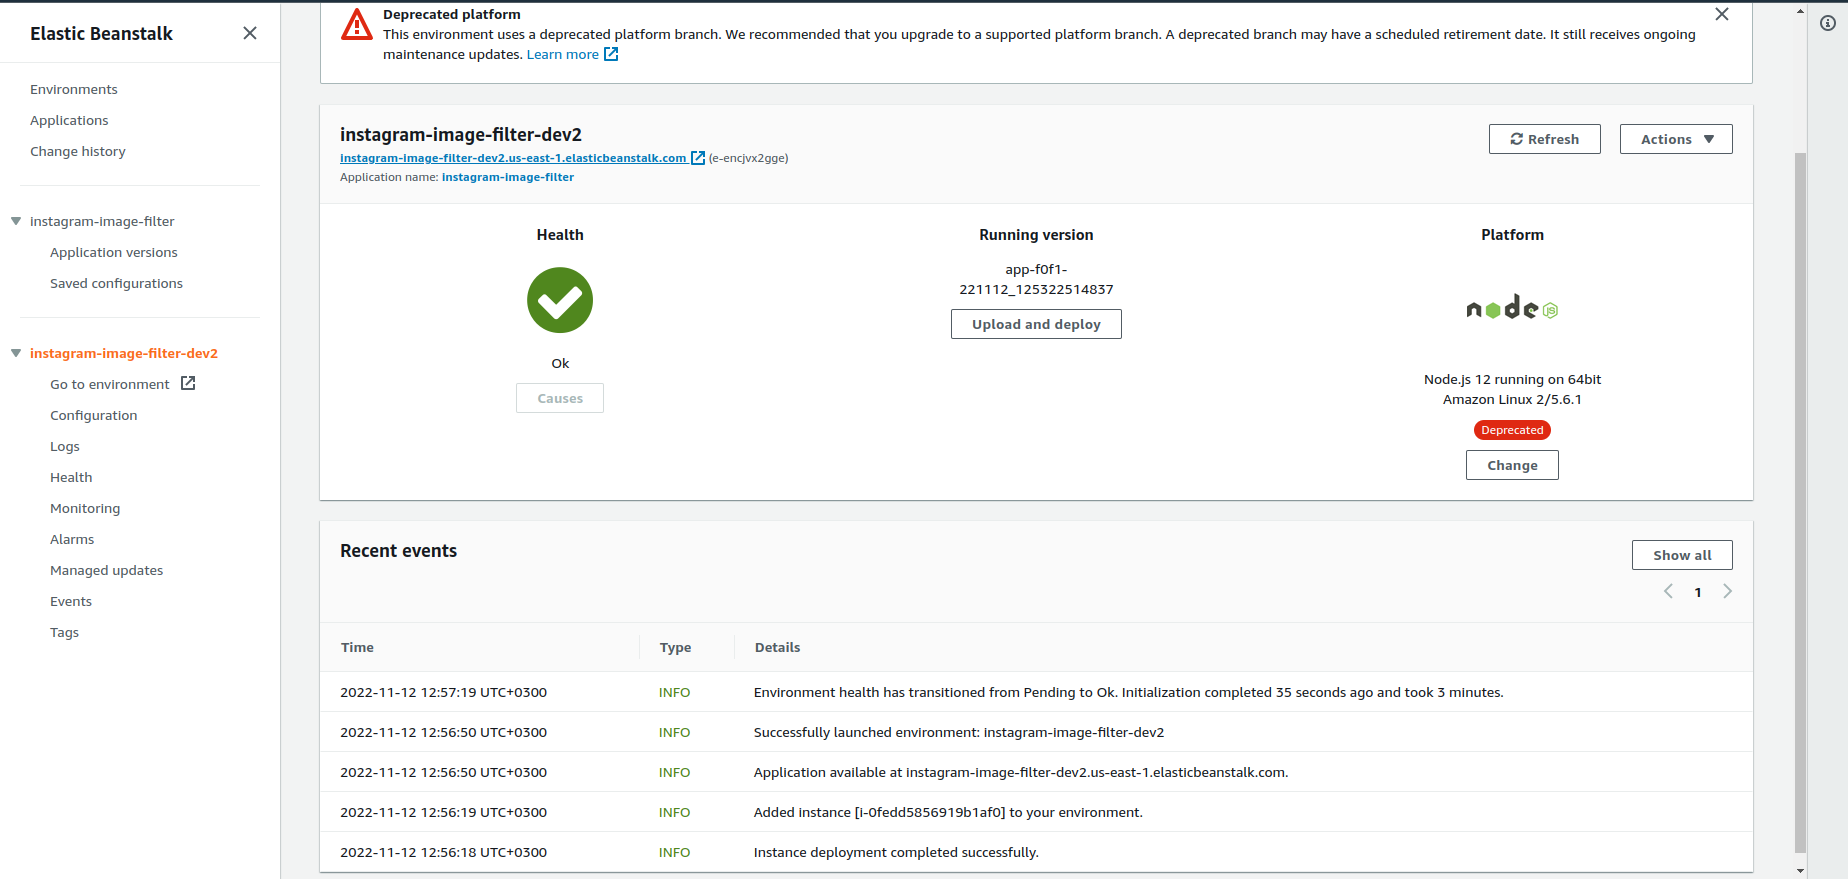 Elastic Beanstalk
Environments
Applications
Change history
instagram-image-filter
Application versions
Saved configurations
instagram-image-filter-dev2
Go to environment
Configuration
Logs
Health
Monitoring
Alarms
Managed updates
Events
Tags
Deprecated platform
This environment uses a deprecated platform branch. We recommended that you upgrade to a supported platform branch. A deprecated branch may have a scheduled retirement date. It still receives ongoing
maintenance updates. Learn more
instagram-image-filter-dev2
Refresh
Actions
instagram-image-filter-dev2.us-east-1.elasticbeanstalk.com (e-encjvx2gge)
Application name: instagram-image-filter
Health
Ok
Causes
Running version
app-f0f1-
221112_125322514837
Upload and deploy
Platform
node
JS
Node.js 12 running on 64bit
Amazon Linux 2/5.6.1
Deprecated
Change
Recent events
Show all
1
Time Type Details
2022-11-12 12:57:19 UTC+0300 INFO Environment health has transitioned from Pending to Ok. Initialization completed 35 seconds ago and took 3 minutes.
2022-11-12 12:56:50 UTC+0300 INFO Successfully launched environment: instagram-image-filter-dev2
2022-11-12 12:56:50 UTC+0300 INFO Application available at instagram-image-filter-dev2.us-east-1.elasticbeanstalk.com.
2022-11-12 12:56:19 UTC+0300 INFO Added instance [i-0fedd5856919b1af0] to your environment.
2022-11-12 12:56:18 UTC+0300 INFO Instance deployment completed successfully.